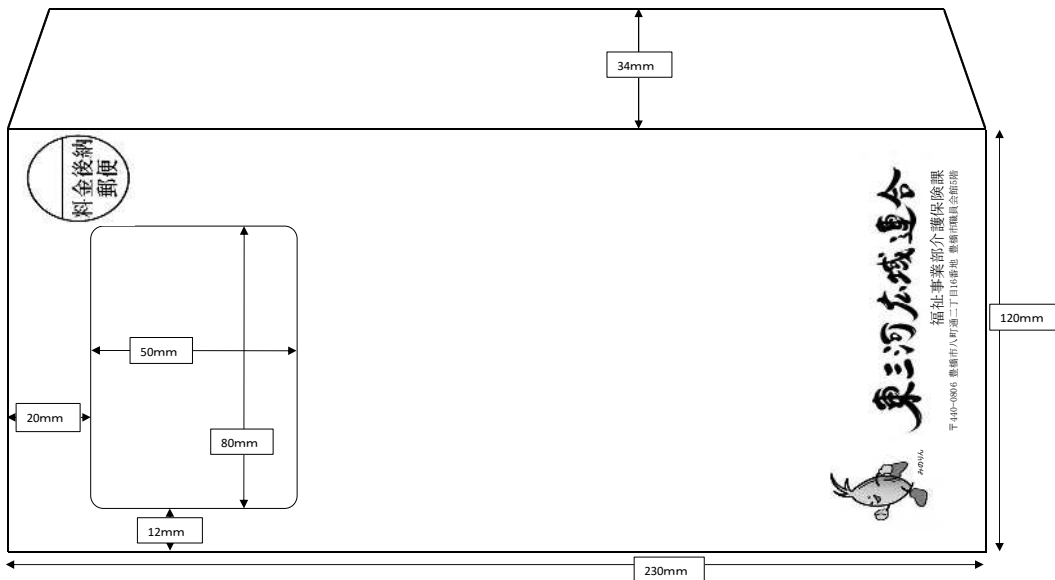 34mm
料金後納
郵便
東三河広域連合
福祉事業部介護保険課
〒440-0806 豊橋市八町通二丁目16番地 豊橋市職員会館5階
120mm
50mm
20mm
80mm
みのりん
12mm
230mm